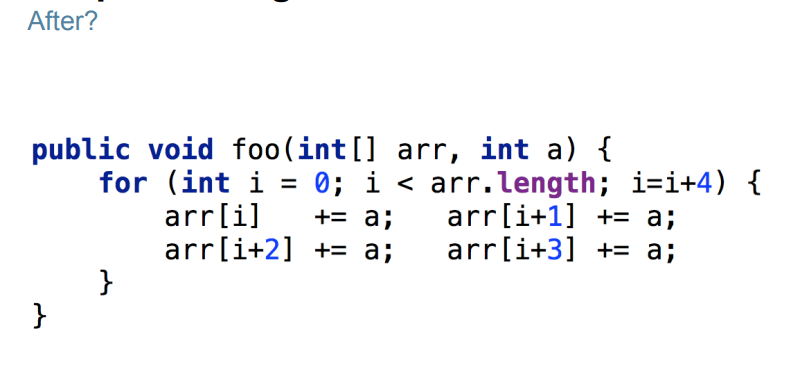 After?
public void foo(int[] arr, int a) {
    for (int i = 0; i < arr.length; i=i+4) {
        arr[i]   += a;   arr[i+1] += a;
        arr[i+2] += a;   arr[i+3] += a;
    }
}